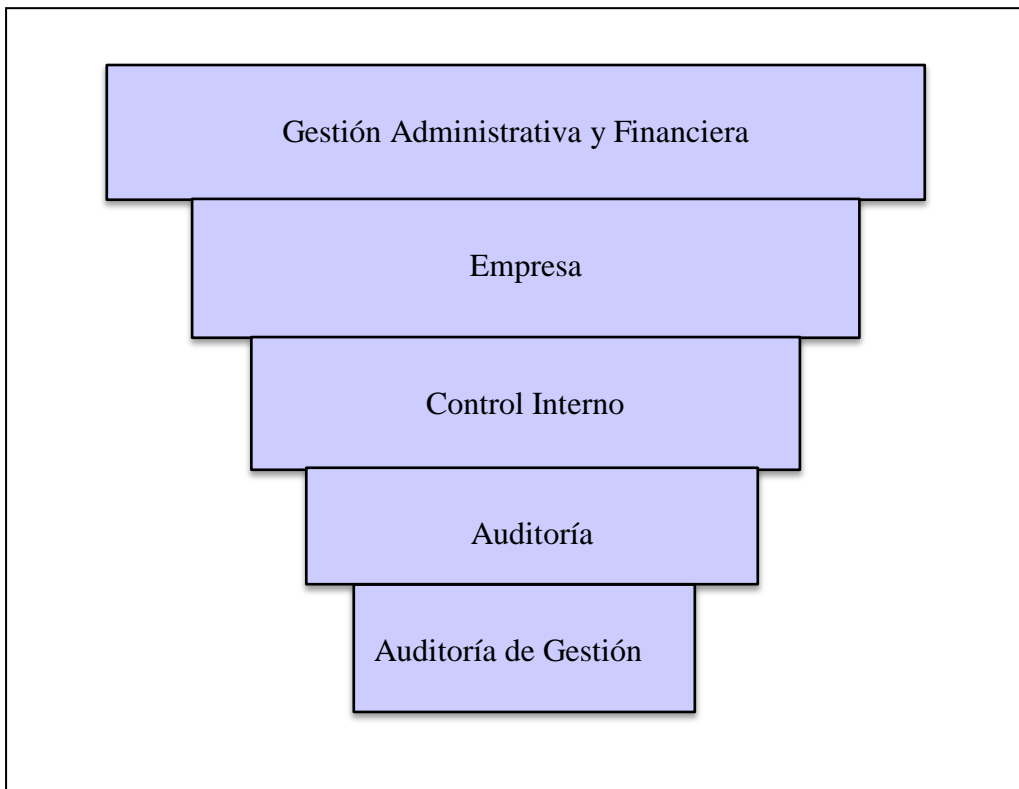 Gestión Administrativa y Financiera
Empresa
Control Interno
Auditoría
Auditoría de Gestión